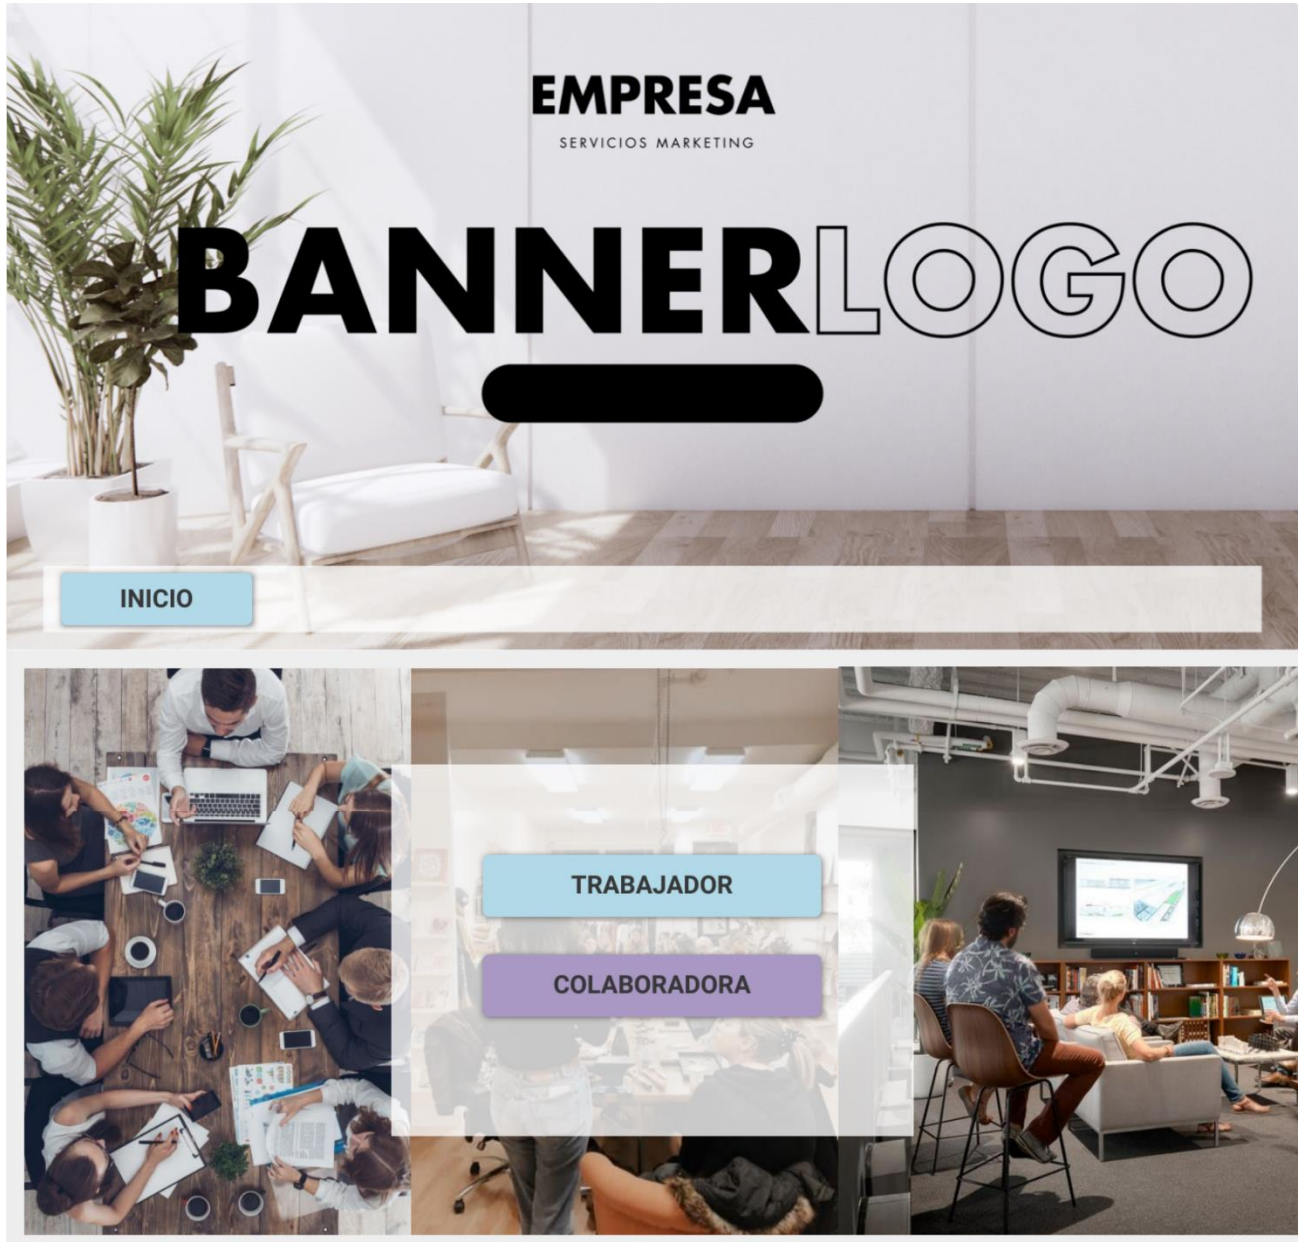 EMPRESA
SERVICIOS MARKETING
BANNERLOGO
INICIO
TRABAJADOR
COLABORADORA